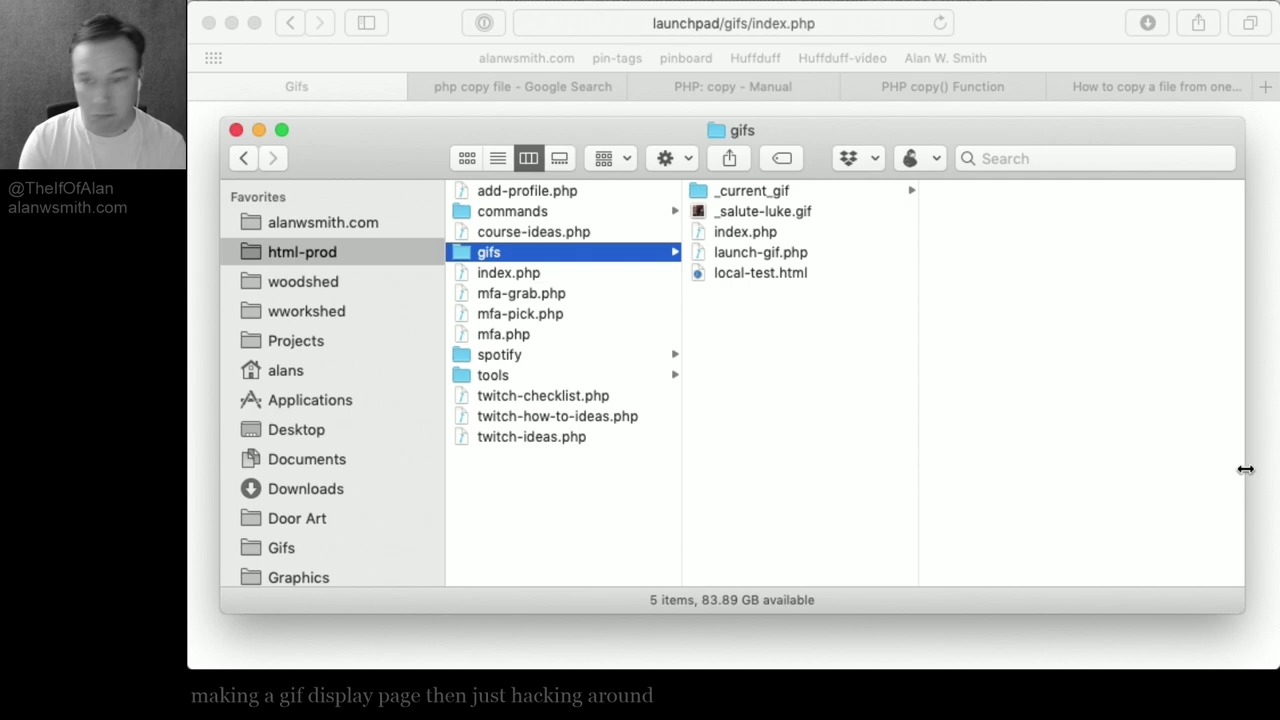 launchpad/gifs/index.php
alanwsmith.com pin-tags pinboard Huffduff Huffduff-video Alan W. Smith
Gifs php copy file - Google Search PHP: copy - Manual PHP copy() Function How to copy a file from one...
@TheIfOfAlan
alanwsmith.com
gifs
Search
Favorites
alanwsmith.com
html-prod
woodshed
wworkshed
Projects
alans
Applications
Desktop
Documents
Downloads
Door Art
Gifs
Graphics
add-profile.php
commands
course-ideas.php
gifs
index.php
mfa-grab.php
mfa-pick.php
mfa.php
spotify
tools
twitch-checklist.php
twitch-how-to-ideas.php
twitch-ideas.php
_current_gif
_salute-luke.gif
index.php
launch-gif.php
local-test.html
5 items, 83.89 GB available
making a gif display page then just hacking around